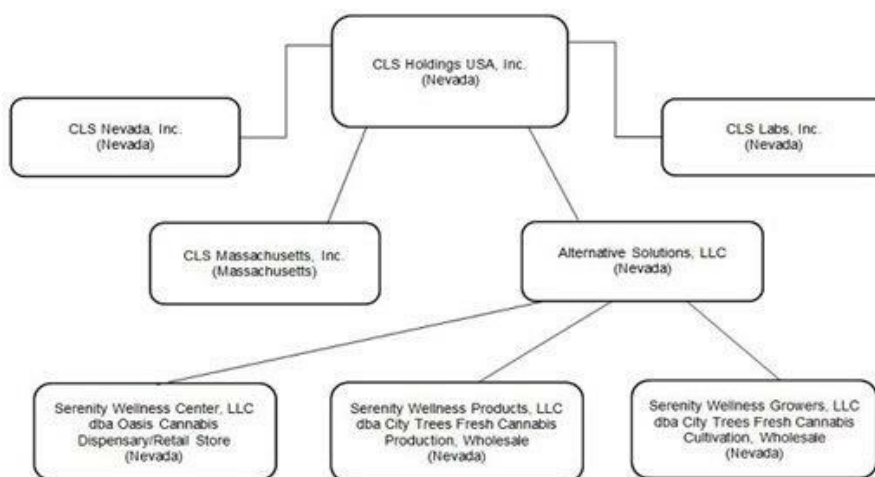 CLS Holdings USA, Inc.
(Nevada)
CLS Nevada, Inc.
(Nevada)
CLS Labs, Inc.
(Nevada)
CLS Massachusetts, Inc.
(Massachusetts)
Alternative Solutions, LLC
(Nevada)
Serenity Wellness Center, LLC
dba Oasis Cannabis
Dispensary/Retail Store
(Nevada)
Serenity Wellness Products, LLC
dba City Trees Fresh Cannabis
Production, Wholesale
(Nevada)
Serenity Wellness Growers, LLC
dba City Trees Fresh Cannabis
Cultivation, Wholesale
(Nevada)